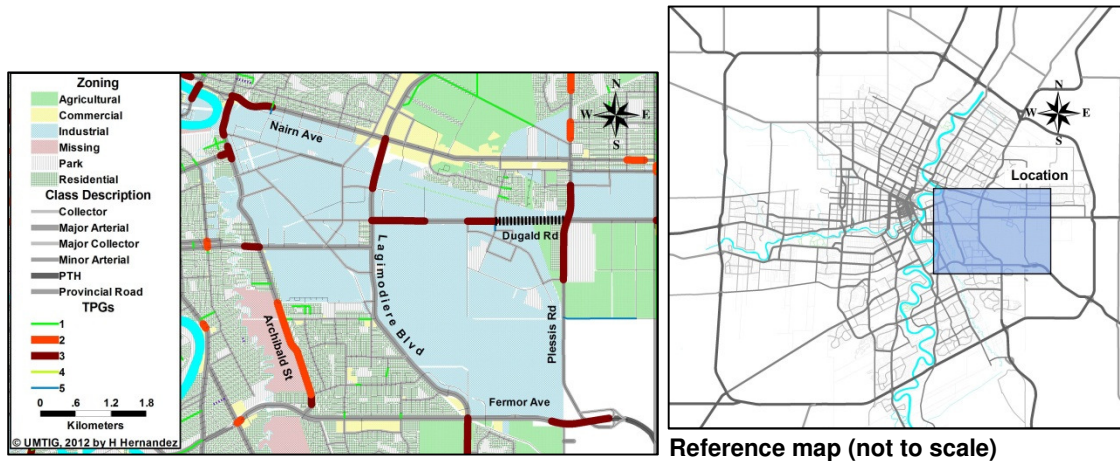 Zoning
Agricultural
Commercial
Industrial
Missing
Park
Residential
Class Description
Collector
Major Arterial
Major Collector
Minor Arterial
PTH
Provincial Road
TPGs
1
2
3
4
5
0 .6 1.2 1.8
Kilometers
© UMTIG, 2012 by H Hernandez
N
W E
S
Nairn Ave
Dugald Rd
Lagimodiere Blvd
Archibald St
Plessis Rd
Fermor Ave
N
W E
S
Location
Reference map (not to scale)